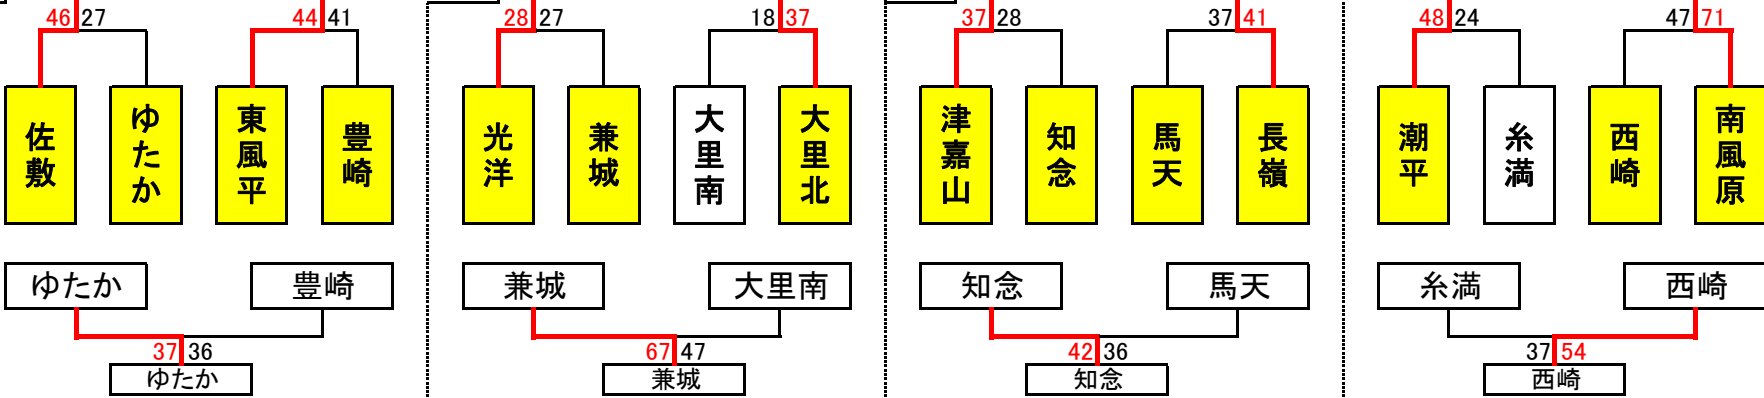 46 27 44 41 28 27 18 37 37 28 37 41 48 24 47 71
佐敷 ゆたか 東風平 豊崎 光洋 兼城 大里南 大里北 津嘉山 知念 馬天 長嶺 潮平 糸満 西崎 南風原
ゆたか 豊崎 兼城 大里南 知念 馬天 糸満 西崎
37 36 67 47 42 36 37 54
ゆたか 兼城 知念 西崎